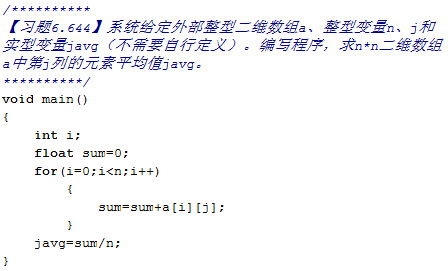 /**********
【习题6.644】系统给定外部整型二维数组a、整型变量n、j和
实型变量javg（不需要自行定义）。编写程序，求n*n二维数组
a中第j列的元素平均值javg。
**********/
void main()
{
    int i;
    float sum=0;
    for(i=0;i<n;i++)
        {
            sum=sum+a[i][j];
        }
    javg=sum/n;
}